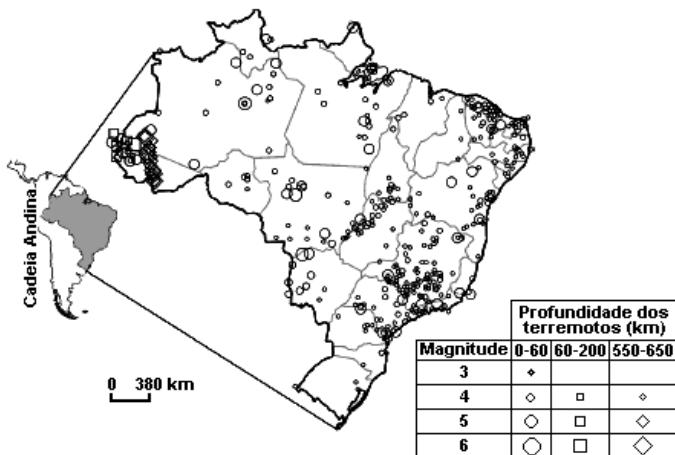 Cadeia Andina
0 380 km
Profundidade dos
terremotos (km)
Magnitude 0-60 60-200 550-650
3
4
5
6